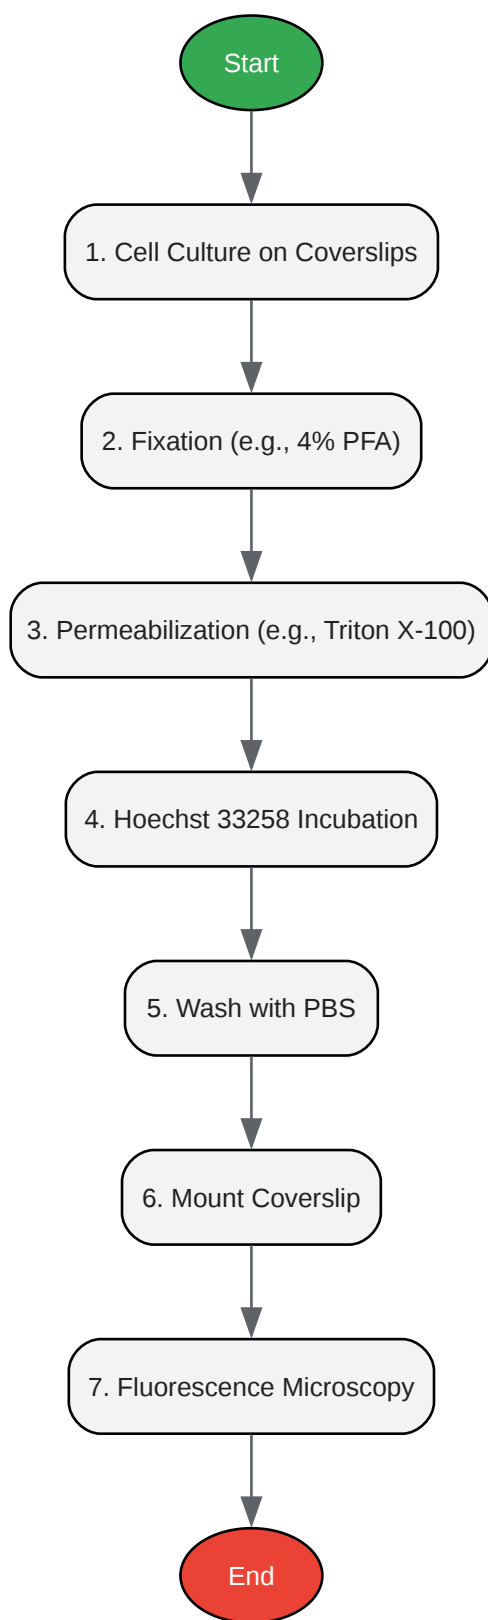 Start
1. Cell Culture on Coverslips
2. Fixation (e.g., 4% PFA)
3. Permeabilization (e.g., Triton X-100)
4. Hoechst 33258 Incubation
5. Wash with PBS
6. Mount Coverslip
7. Fluorescence Microscopy
End